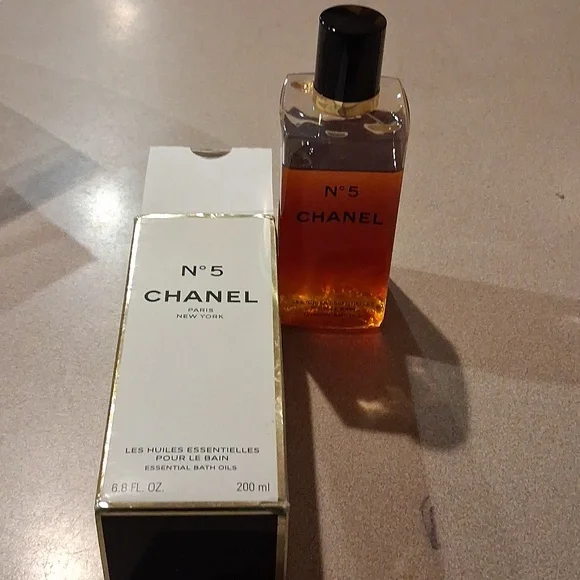 N°5
CHANEL
PARIS
NEW YORK
LES HUILES ESSENTIELLES
POUR LE BAIN
ESSENTIAL BATH OILS
6.8 FL. OZ. 200 ml
N°5
CHANEL